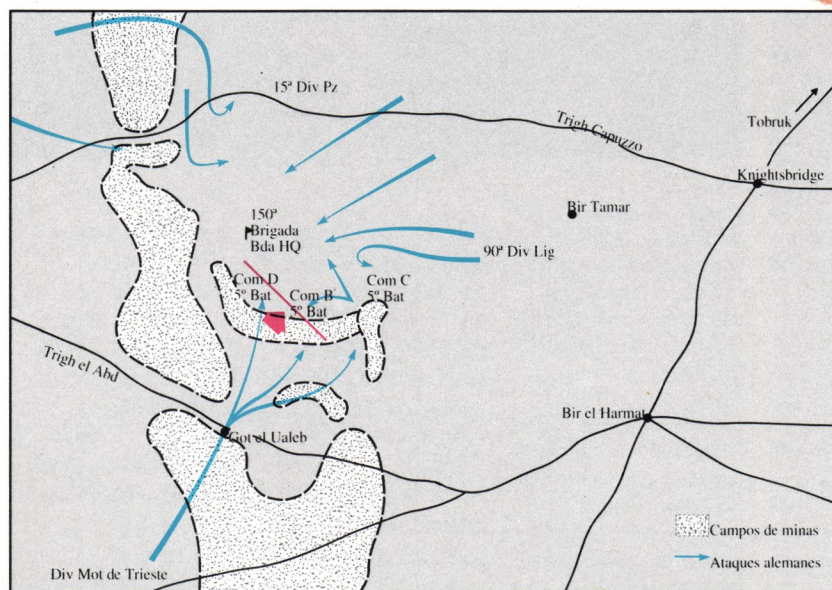 15ª Div Pz
Trigh Capuzzo
Tobruk
Knightsbridge
Bir Tamar
150ª
Brigada
Bda HQ
90ª Div Lig
Com D
5º Bat
Com B
5º Bat
Com C
5º Bat
Trigh el Abd
Got el Ualeb
Bir el Harmat
Campos de minas
Div Mot de Trieste
Ataques alemanes